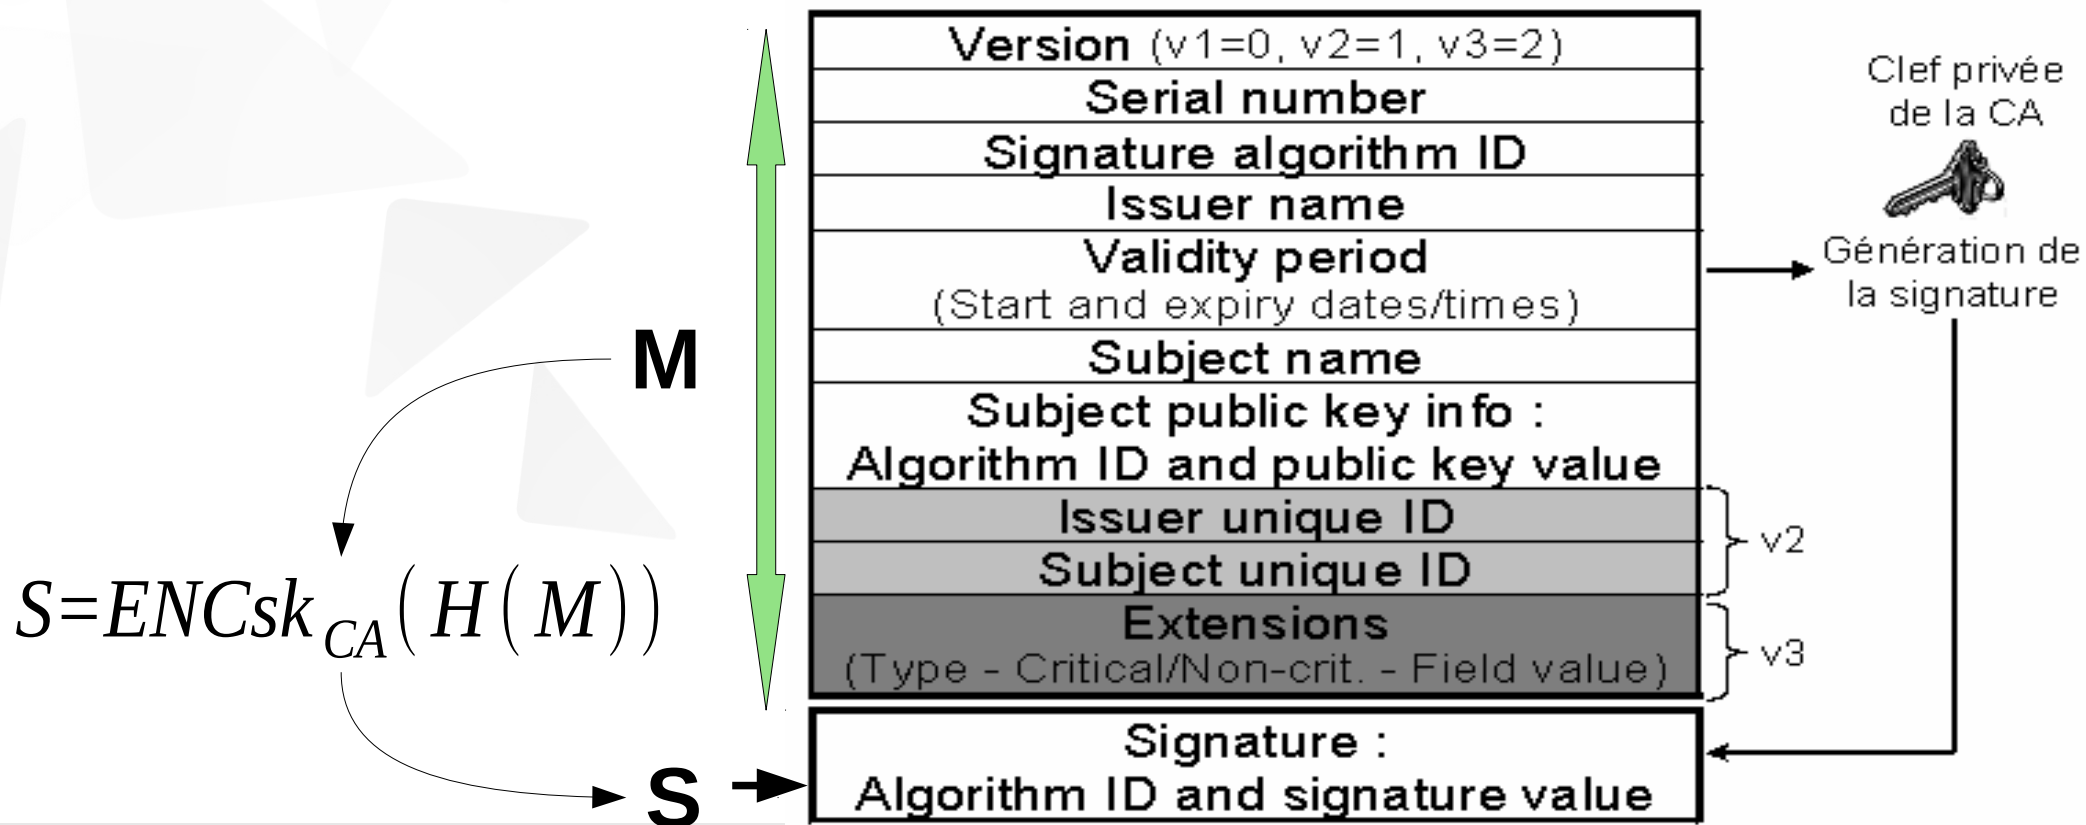 Version (v1=0, v2=1, v3=2)
Serial number
Signature algorithm ID
Issuer name
Validity period
(Start and expiry dates/times)
Subject name
Subject public key info :
Algorithm ID and public key value
Issuer unique ID
Subject unique ID
Extensions
(Type - Critical/Non-crit. - Field value)
Signature :
Algorithm ID and signature value
v2
v3
Clef privée
de la CA
Génération de
la signature
M
S=ENCsk CA ( H ( M ) )
S